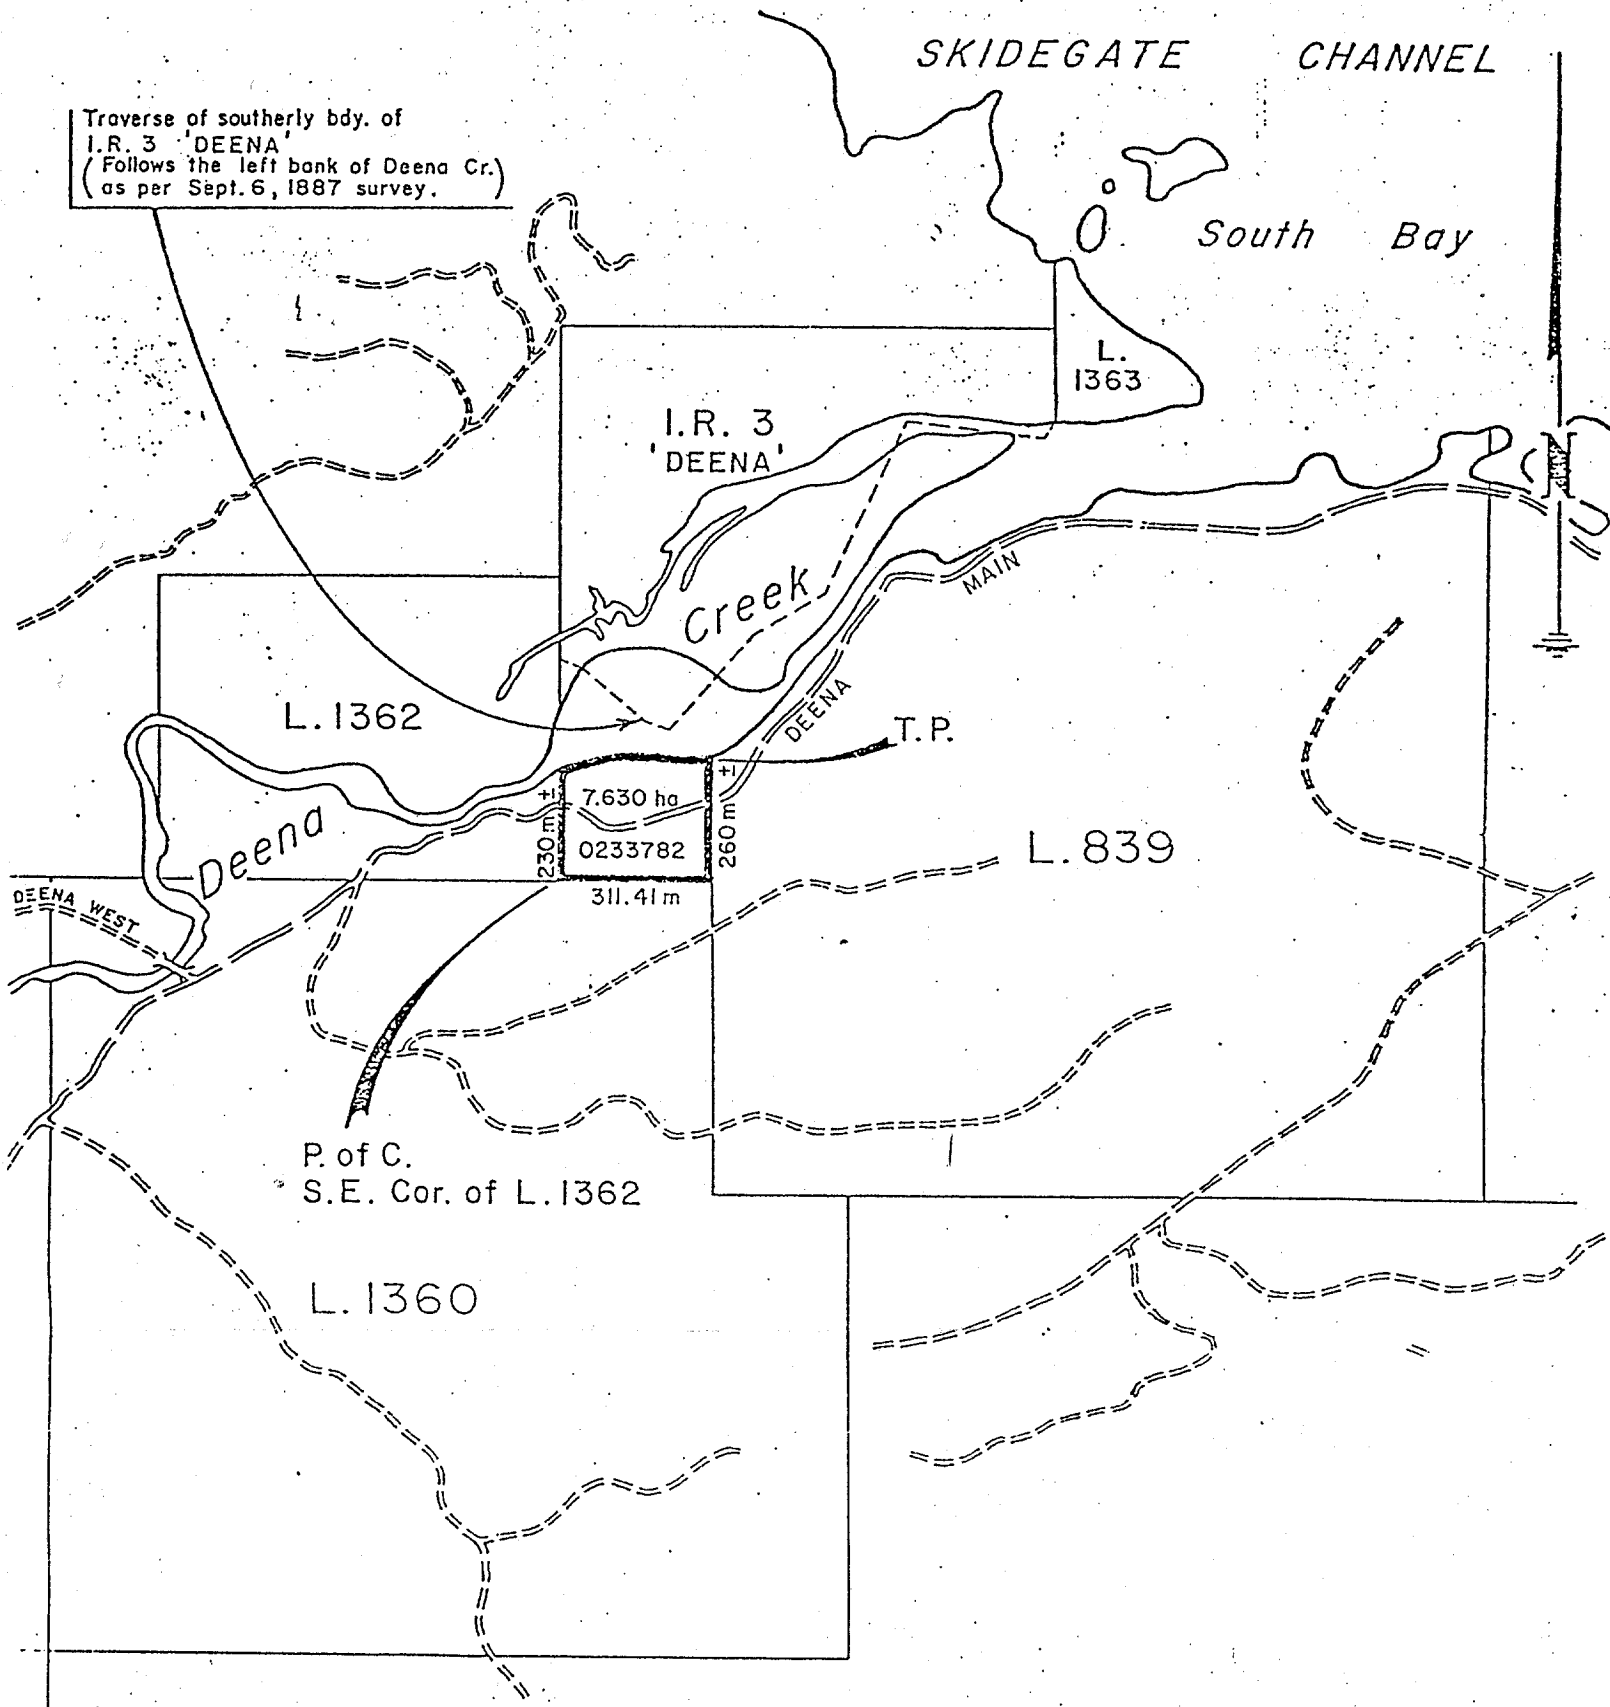 SKIDEGATE CHANNEL
Traverse of southerly bdy. of
I.R. 3 'DEENA'
(Follows the left bank of Deena Cr.)
(as per Sept. 6, 1887 survey.)
South Bay
L.
1363
I.R. 3
'DEENA'
N
MAIN
Creek
DEENA
L. 1362
T.P.
±
±
7.630 ha
230 m
260 m
0233782
311.41 m
Deena
L. 839
DEENA WEST
P. of C.
S.E. Cor. of L. 1362
L. 1360